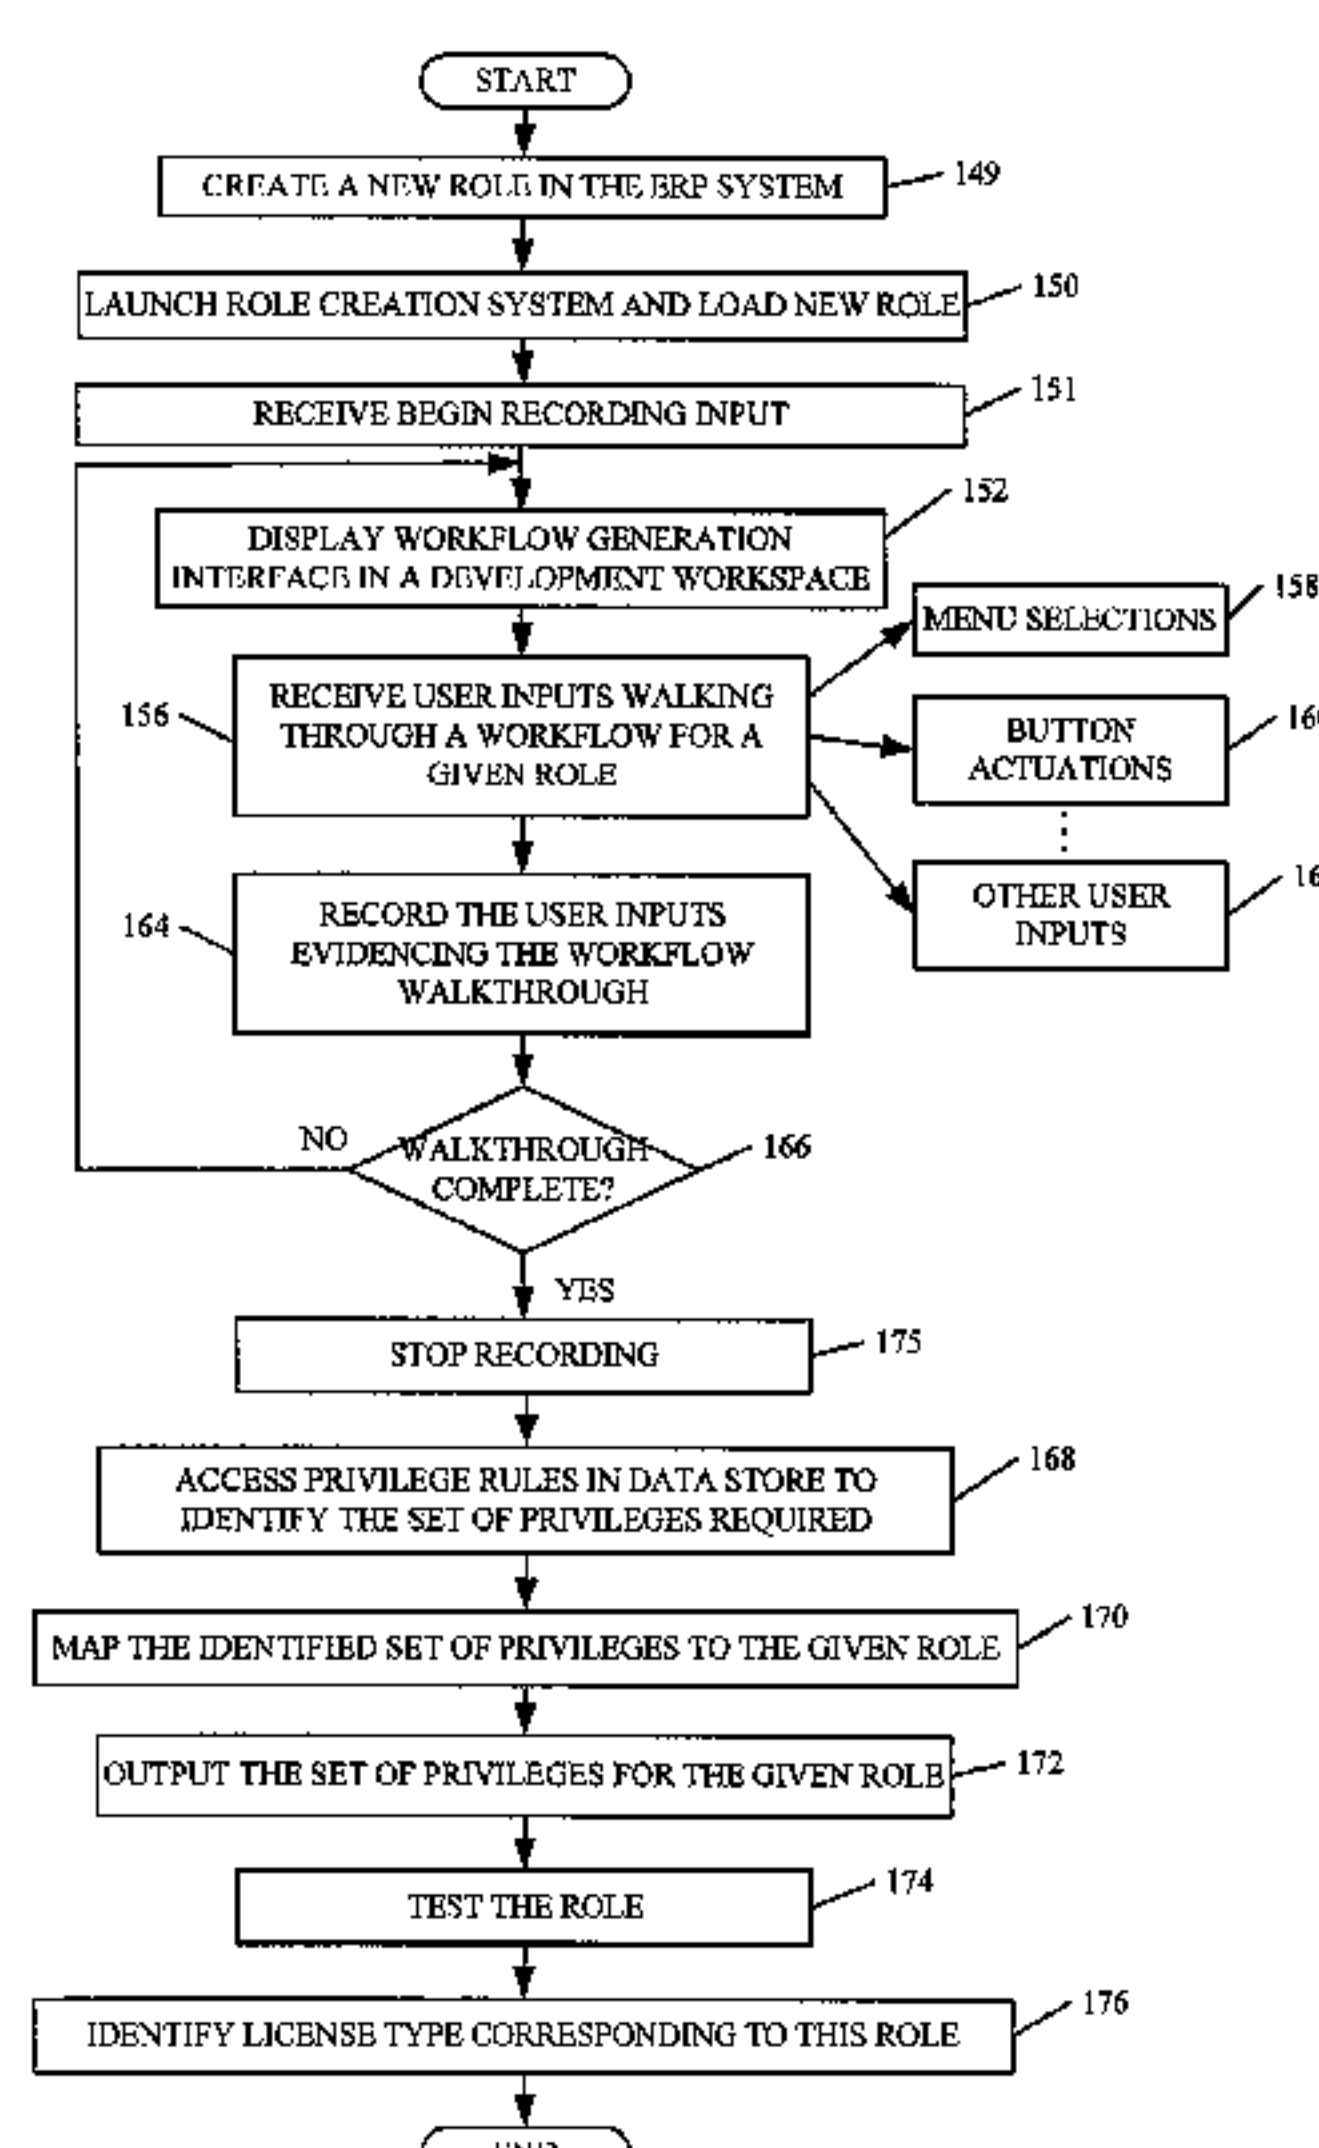 START
CREATE A NEW ROLE IN THE ERP SYSTEM
149
LAUNCH ROLE CREATION SYSTEM AND LOAD NEW ROLE
150
RECEIVE BEGIN RECORDING INPUT
151
DISPLAY WORKFLOW GENERATION
INTERFACE IN A DEVELOPMENT WORKSPACE
152
RECEIVE USER INPUTS WALKING
THROUGH A WORKFLOW FOR A
GIVEN ROLE
156
MENU SELECTIONS
158
BUTTON
ACTUATIONS
OTHER USER
INPUTS
RECORD THE USER INPUTS
EVIDENCING THE WORKFLOW
WALKTHROUGH
164
WALKTHROUGH
COMPLETE?
166
NO
YES
STOP RECORDING
175
ACCESS PRIVILEGE RULES IN DATA STORE TO
IDENTIFY THE SET OF PRIVILEGES REQUIRED
168
MAP THE IDENTIFIED SET OF PRIVILEGES TO THE GIVEN ROLE
170
OUTPUT THE SET OF PRIVILEGES FOR THE GIVEN ROLE
172
TEST THE ROLE
174
IDENTIFY LICENSE TYPE CORRESPONDING TO THIS ROLE
176